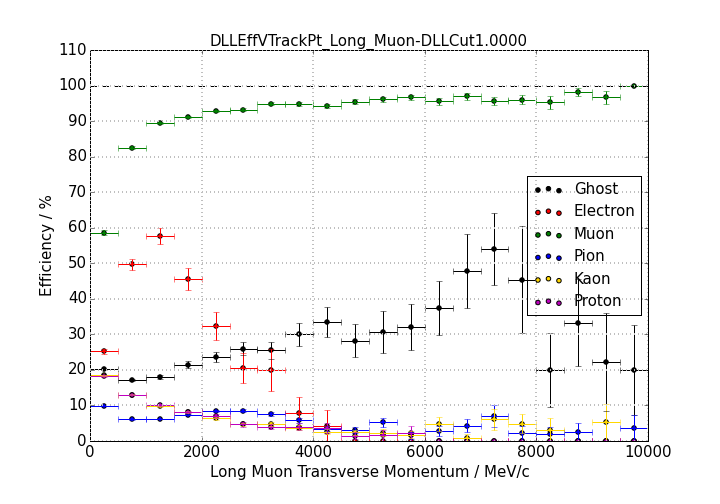 DLLEffVTrackPt_Long_Muon-DLLCut1.0000
110
100
90
80
70
60
50
40
30
20
10
0
Efficiency / %
Ghost
Electron
Muon
Pion
Kaon
Proton
0 2000 4000 6000 8000 10000
Long Muon Transverse Momentum / MeV/c